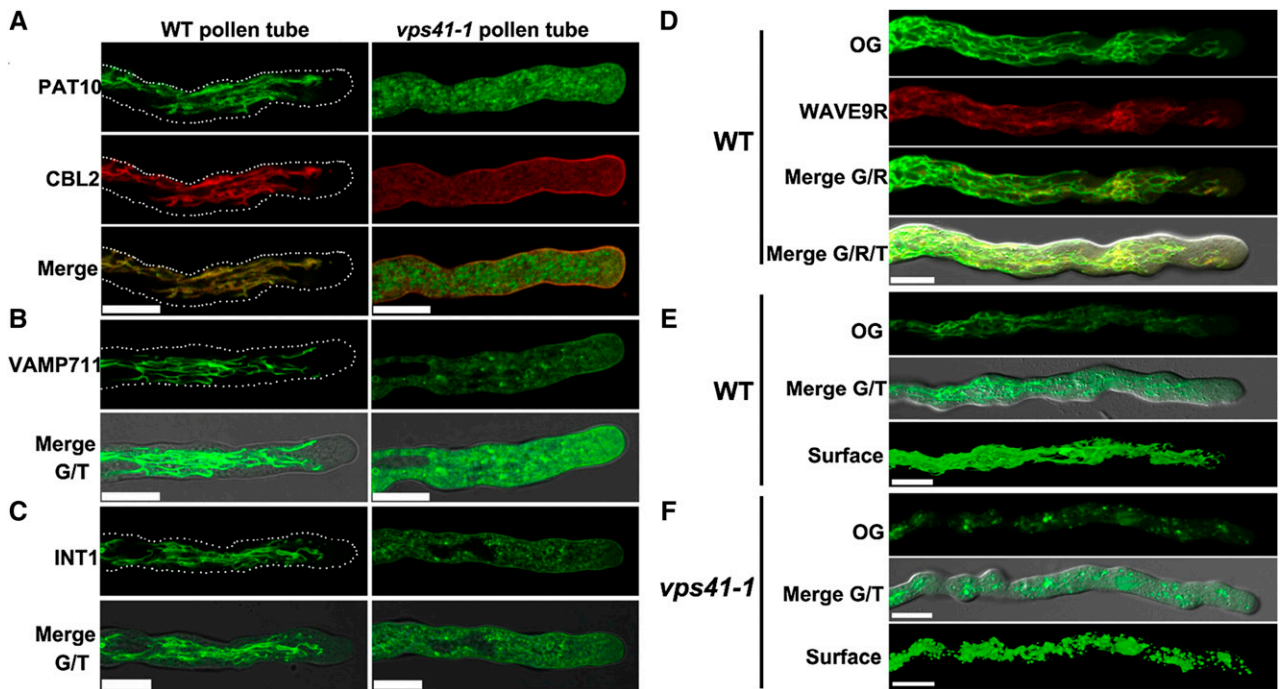 A
WT pollen tube
vps41-1 pollen tube
PAT10
CBL2
Merge
B
VAMP711
Merge
G/T
C
INT1
Merge
G/T
D
WT
OG
WAVE9R
Merge G/R
Merge G/R/T
E
WT
OG
Merge G/T
Surface
F
vps41-1
OG
Merge G/T
Surface